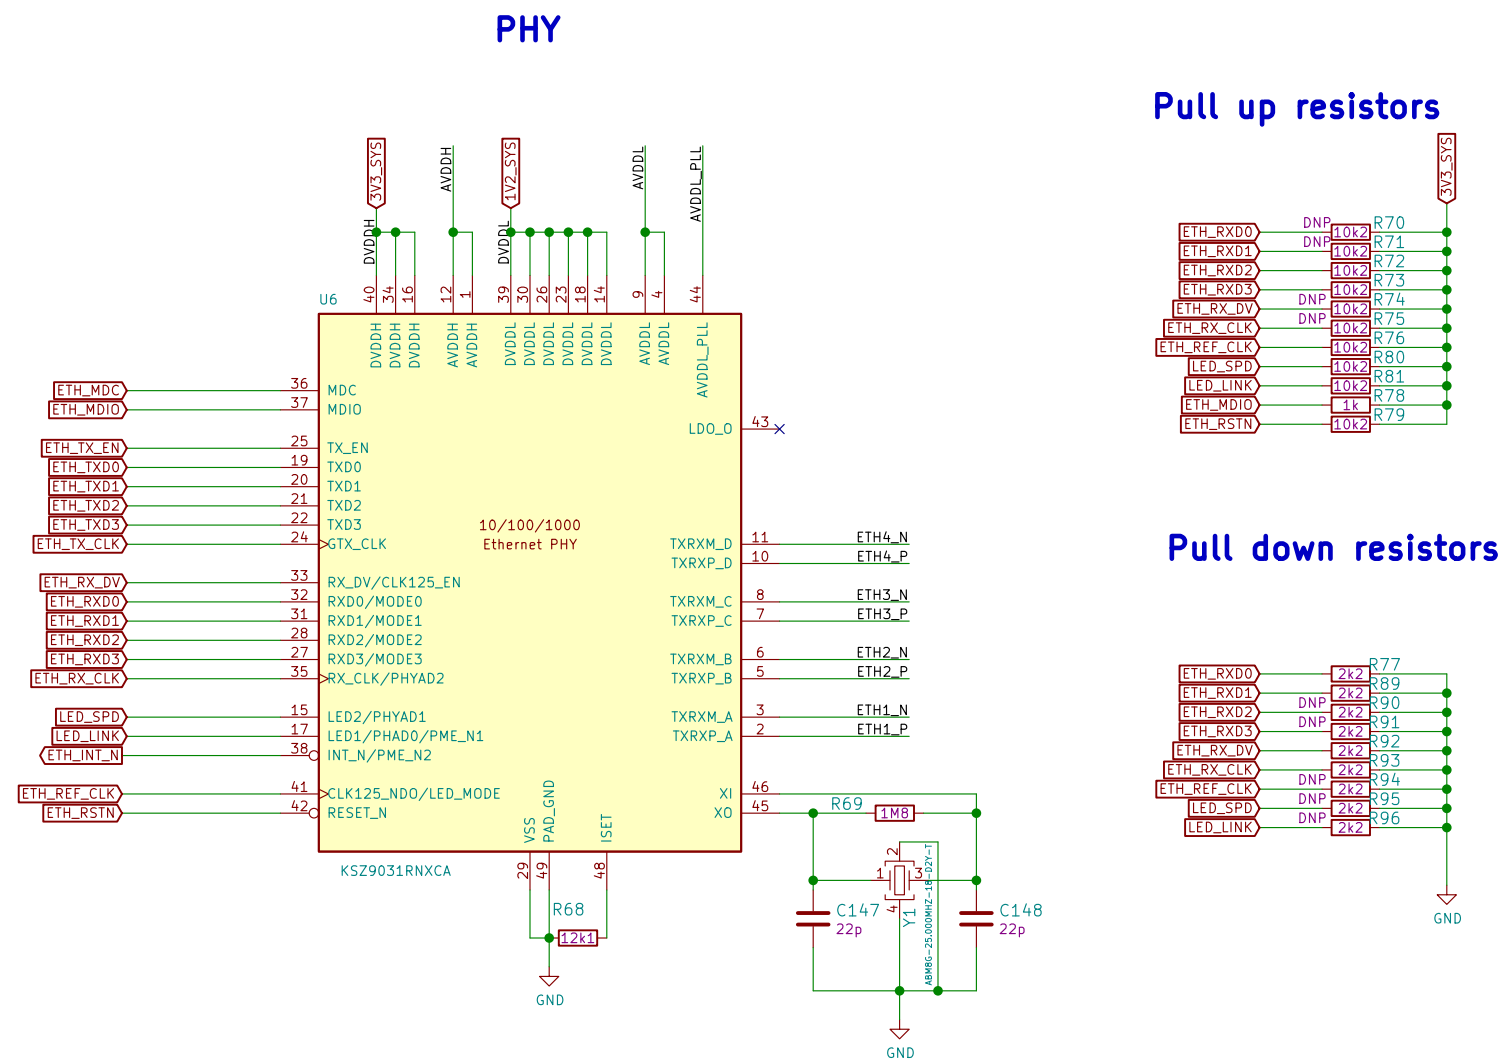 PHY
3V3_SYS
AVDDH
1V2_SYS
AVDDL
AVDDL_PLL
DVDDH
DVDDL
40
34
16
12
1
39
30
26
23
18
14
9
4
44
U6
DVDDH
DVDDH
DVDDH
AVDDH
AVDDH
DVDDL
DVDDL
DVDDL
DVDDL
DVDDL
DVDDL
AVDDL
AVDDL
AVDDL_PLL
ETH_MDC 36 MDC
ETH_MDIO 37 MDIO
LDO_O 43
ETH_TX_EN 25 TX_EN
ETH_TXD0 19 TXD0
ETH_TXD1 20 TXD1
ETH_TXD2 21 TXD2
ETH_TXD3 22 TXD3
ETH_TX_CLK 24 GTX_CLK
10/100/1000
Ethernet PHY
TXRXM_D 11 ETH4_N
TXRXP_D 10 ETH4_P
ETH_RX_DV 33 RX_DV/CLK125_EN
ETH_RXD0 32 RXD0/MODE0
ETH_RXD1 31 RXD1/MODE1
ETH_RXD2 28 RXD2/MODE2
ETH_RXD3 27 RXD3/MODE3
ETH_RX_CLK 35 RX_CLK/PHYAD2
TXRXM_C 8 ETH3_N
TXRXP_C 7 ETH3_P
TXRXM_B 6 ETH2_N
TXRXP_B 5 ETH2_P
LED_SPD 15 LED2/PHYAD1
LED_LINK 17 LED1/PHAD0/PME_N1
ETH_INT_N 38 INT_N/PME_N2
TXRXM_A 3 ETH1_N
TXRXP_A 2 ETH1_P
ETH_REF_CLK 41 CLK125_NDO/LED_MODE
ETH_RSTN 42 RESET_N
XI 46
XO 45
VSS
PAD_GND
ISET
29
49
48
KSZ9031RNXCA
R68
12k1
GND
R69
1M8
1
2
3
4
Y1
ABM8G-25.000MHZ-18-D2Y-T
C147
22p
C148
22p
GND
Pull up resistors
3V3_SYS
ETH_RXD0 DNP 10k2 R70
ETH_RXD1 DNP 10k2 R71
ETH_RXD2 10k2 R72
ETH_RXD3 10k2 R73
ETH_RX_DV DNP 10k2 R74
ETH_RX_CLK DNP 10k2 R75
ETH_REF_CLK 10k2 R76
LED_SPD 10k2 R80
LED_LINK 10k2 R81
ETH_MDIO 1k R78
ETH_RSTN 10k2 R79
Pull down resistors
ETH_RXD0 2k2 R77
ETH_RXD1 2k2 R89
ETH_RXD2 DNP 2k2 R90
ETH_RXD3 DNP 2k2 R91
ETH_RX_DV 2k2 R92
ETH_RX_CLK 2k2 R93
ETH_REF_CLK DNP 2k2 R94
LED_SPD DNP 2k2 R95
LED_LINK DNP 2k2 R96
GND